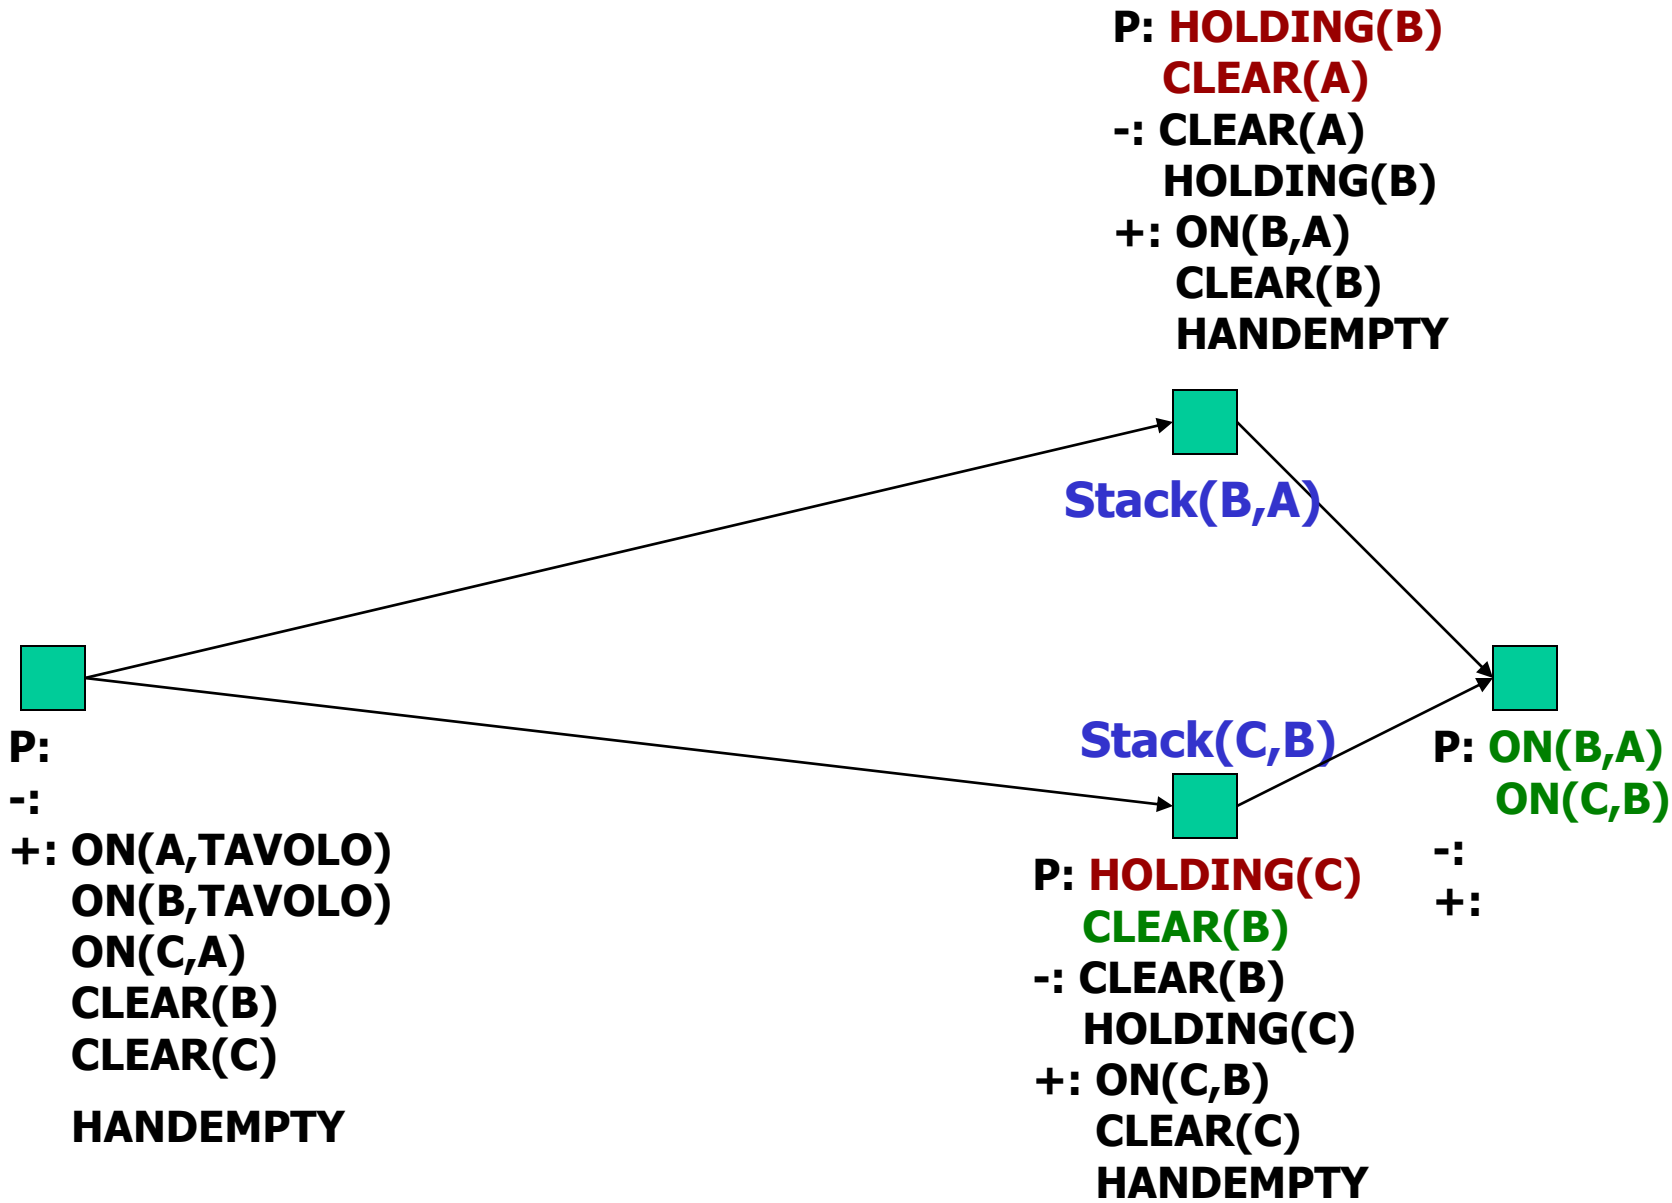 P: HOLDING(B)
CLEAR(A)
-: CLEAR(A)
HOLDING(B)
+: ON(B,A)
CLEAR(B)
HANDEMPTY
Stack(B,A)
P:
-:
+: ON(A,TAVOLO)
ON(B,TAVOLO)
ON(C,A)
CLEAR(B)
CLEAR(C)
HANDEMPTY
Stack(C,B)
P: HOLDING(C)
CLEAR(B)
-: CLEAR(B)
HOLDING(C)
+: ON(C,B)
CLEAR(C)
HANDEMPTY
P: ON(B,A)
ON(C,B)
-:
+: